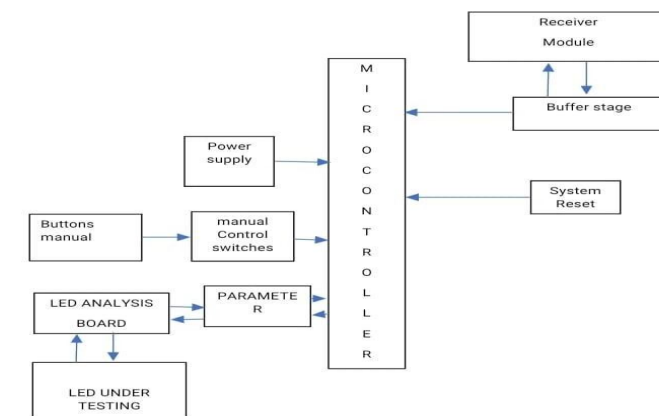 Receiver
Module
Buffer stage
M
I
C
R
O
C
O
N
T
R
O
L
L
E
R
Power
supply
System
Reset
Buttons
manual
manual
Control
switches
LED ANALYSIS
BOARD
PARAMETE
R
LED UNDER
TESTING